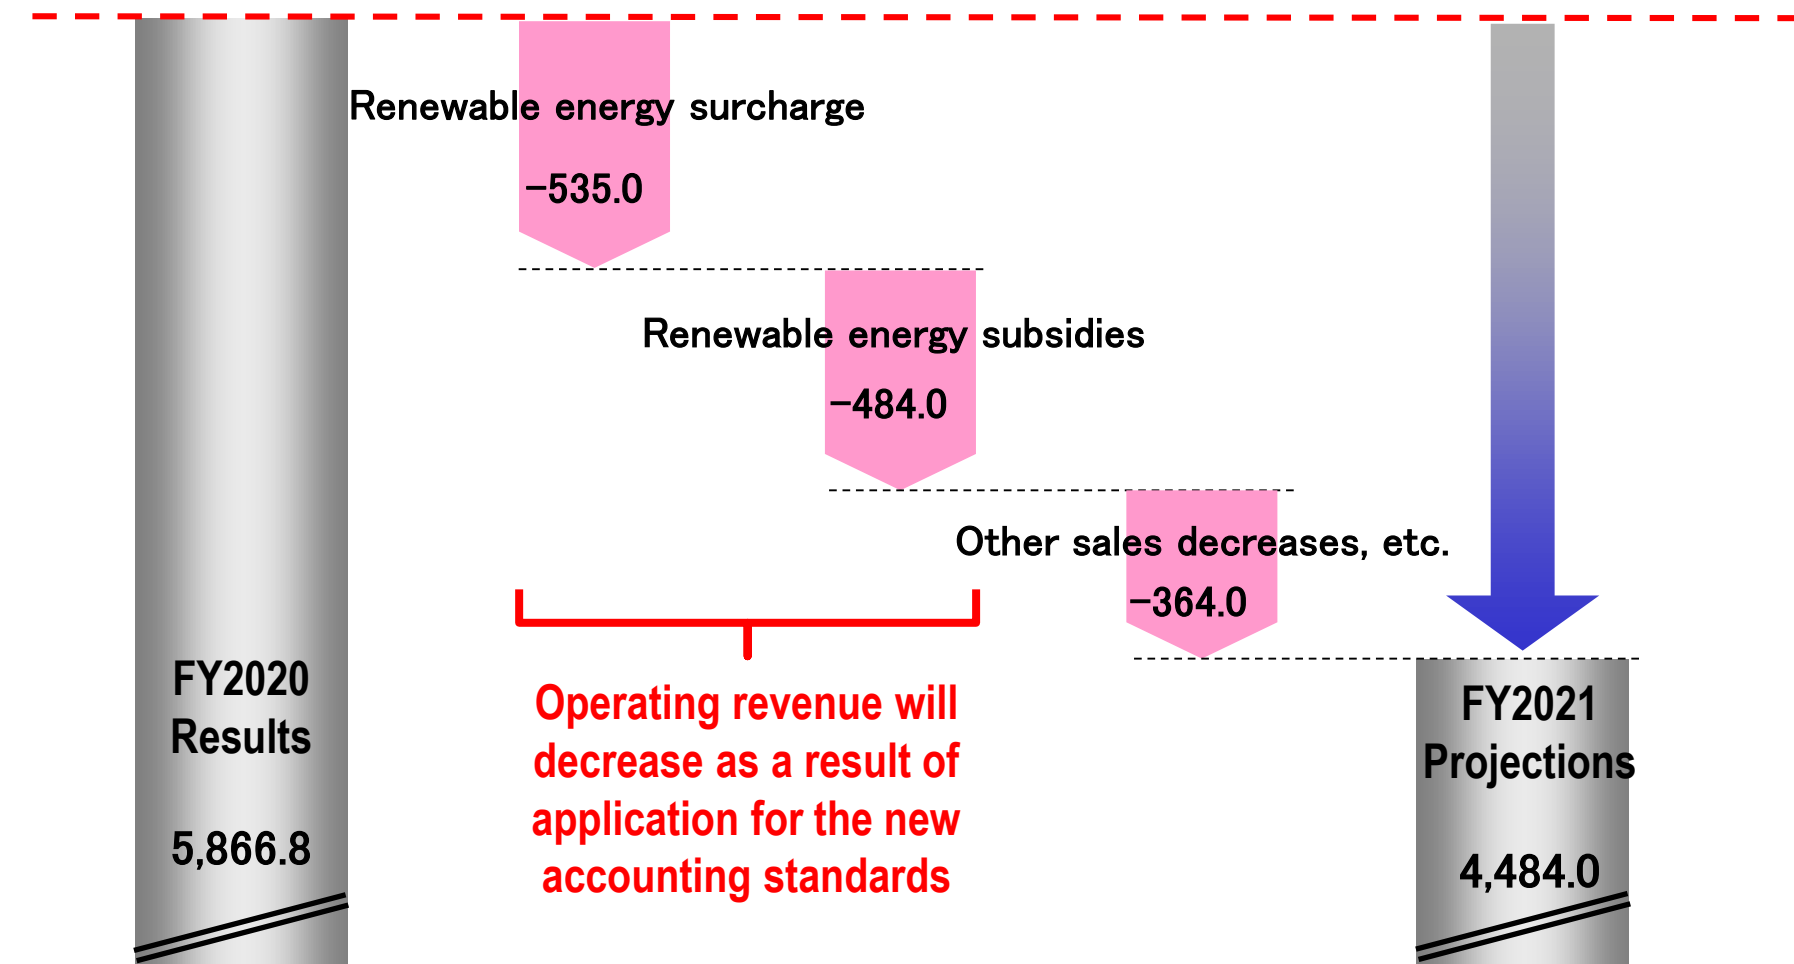 Renewable energy surcharge
-535.0
Renewable energy subsidies
-484.0
Other sales decreases, etc.
-364.0
FY2020
Results
5,866.8
Operating revenue will
decrease as a result of
application for the new
accounting standards
FY2021
Projections
4,484.0